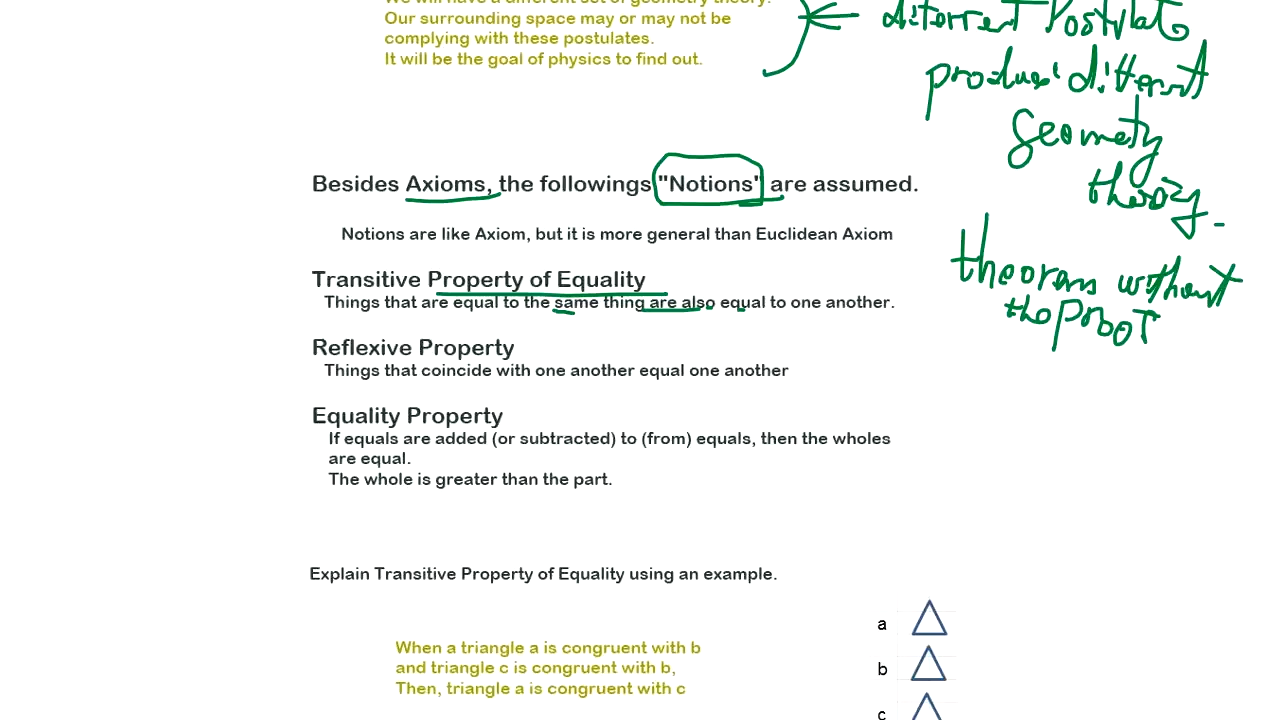 We will have a different set of geometry theory.
Our surrounding space may or may not be
complying with these postulates.
It will be the goal of physics to find out.
different Postulats
different
geomety
theory.
Besides Axioms, the followings "Notions" are assumed.
Notions are like Axiom, but it is more general than Euclidean Axiom
theorems without
the proof
Transitive Property of Equality
Things that are equal to the same thing are also equal to one another.
Reflexive Property
Things that coincide with one another equal one another
Equality Property
If equals are added (or subtracted) to (from) equals, then the wholes
are equal.
The whole is greater than the part.
Explain Transitive Property of Equality using an example.
When a triangle a is congruent with b
and triangle c is congruent with b,
Then, triangle a is congruent with c
a
b
c